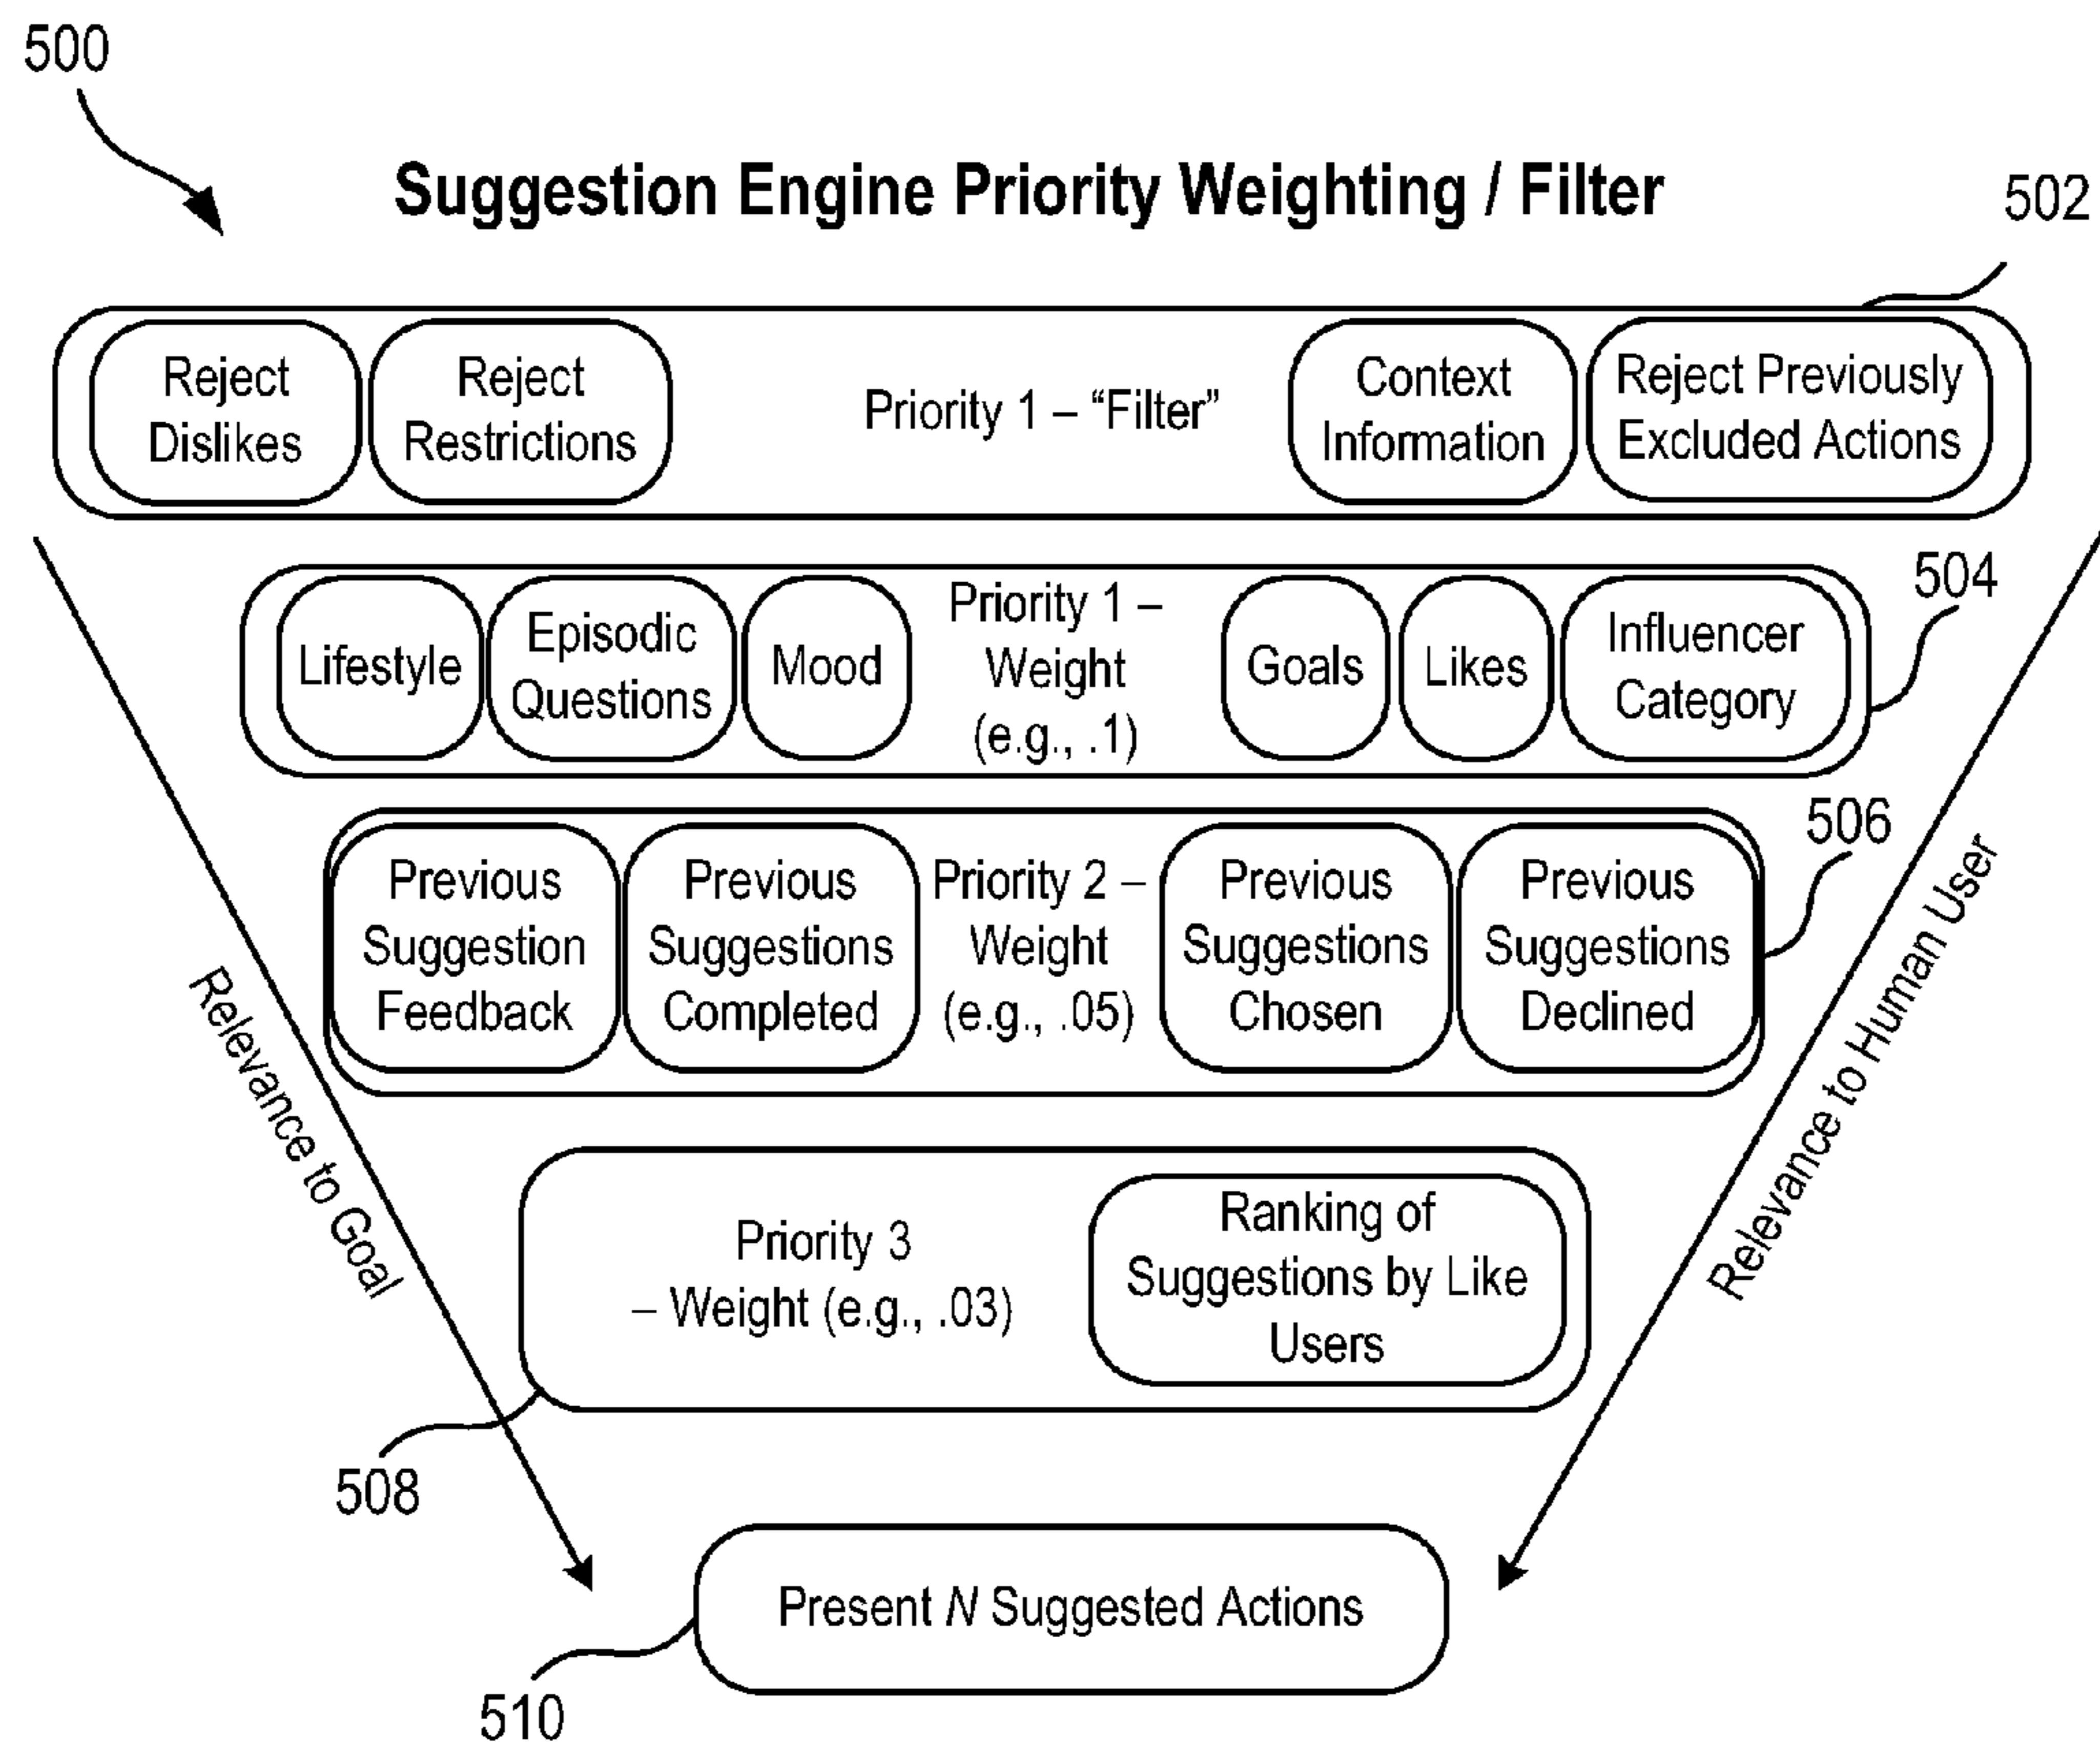 500
Suggestion Engine Priority Weighting / Filter
502
Reject
Dislikes
Reject
Restrictions
Priority 1 – “Filter”
Context
Information
Reject Previously
Excluded Actions
504
Lifestyle
Episodic
Questions
Mood
Priority 1 –
Weight
(e.g., .1)
Goals
Likes
Influencer
Category
506
Previous
Suggestion
Feedback
Previous
Suggestions
Completed
Priority 2 –
Weight
(e.g., .05)
Previous
Suggestions
Chosen
Previous
Suggestions
Declined
Relevance to Goal
Relevance to Human User
Priority 3
– Weight (e.g., .03)
Ranking of
Suggestions by Like
Users
508
Present N Suggested Actions
510